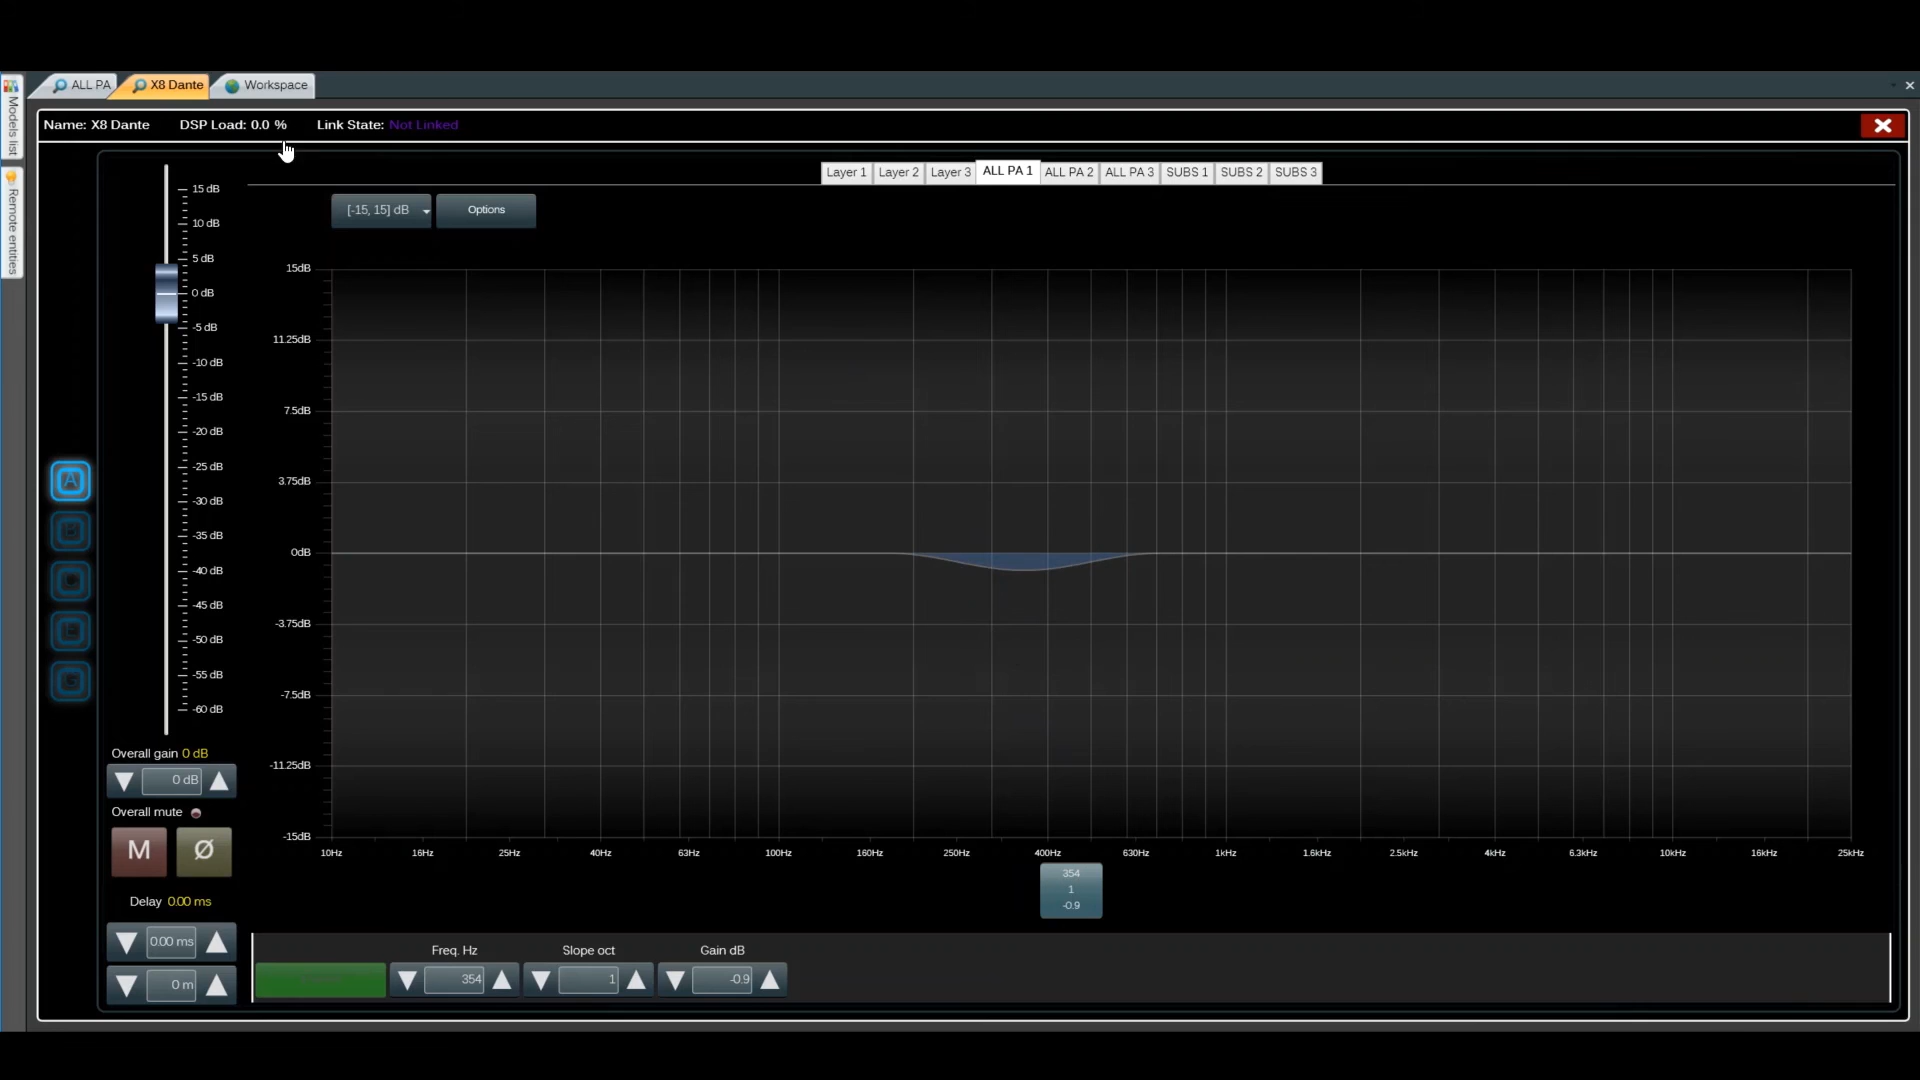 ALL PA X8 Dante Workspace
Models list
Remote entities
Name: X8 Dante DSP Load: 0.0 % Link State: Not Linked
Layer 1 Layer 2 Layer 3 ALL PA 1 ALL PA 2 ALL PA 3 SUBS 1 SUBS 2 SUBS 3
[-15, 15] dB Options
15 dB
10 dB
5 dB
0 dB
-5 dB
-10 dB
-15 dB
-20 dB
-25 dB
-30 dB
-35 dB
-40 dB
-45 dB
-50 dB
-55 dB
-60 dB
A
G
Overall gain 0 dB
0 dB
Overall mute
M Ø
Delay 0.00 ms
0.00 ms
0 m
15dB
11.25dB
7.5dB
3.75dB
0dB
-3.75dB
-7.5dB
-11.25dB
-15dB
10Hz 16Hz 25Hz 40Hz 63Hz 100Hz 160Hz 250Hz 400Hz 630Hz 1kHz 1.6kHz 2.5kHz 4kHz 6.3kHz 10kHz 16kHz 25kHz
354
1
-0.9
Freq. Hz Slope oct Gain dB
354 1 -0.9